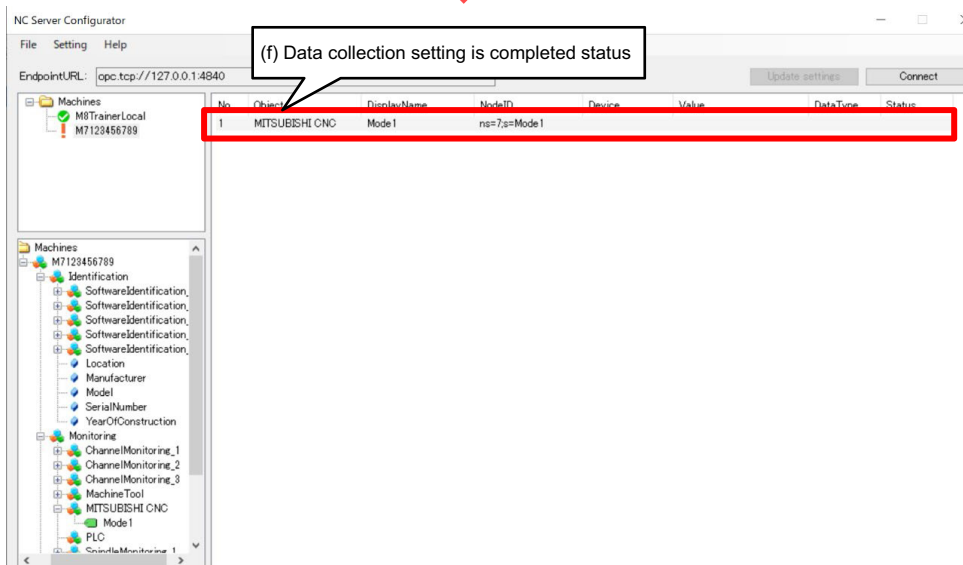 NC Server Configurator
File Setting Help
(f) Data collection setting is completed status
EndpointURL: opc.tcp://127.0.0.1:4840
Update settings Connect
Machines
M8TrainerLocal
M7123456789
No. Object DisplayName NodeID Device Value DataType Status
1 MITSUBISHI CNC Mode1 ns=7;s=Mode1
Machines
M7123456789
Identification
SoftwareIdentification_
SoftwareIdentification_
SoftwareIdentification_
SoftwareIdentification_
SoftwareIdentification_
Location
Manufacturer
Model
SerialNumber
YearOfConstruction
Monitoring
ChannelMonitoring_1
ChannelMonitoring_2
ChannelMonitoring_3
MachineTool
MITSUBISHI CNC
Mode1
PLC
SpindleMonitoring_1